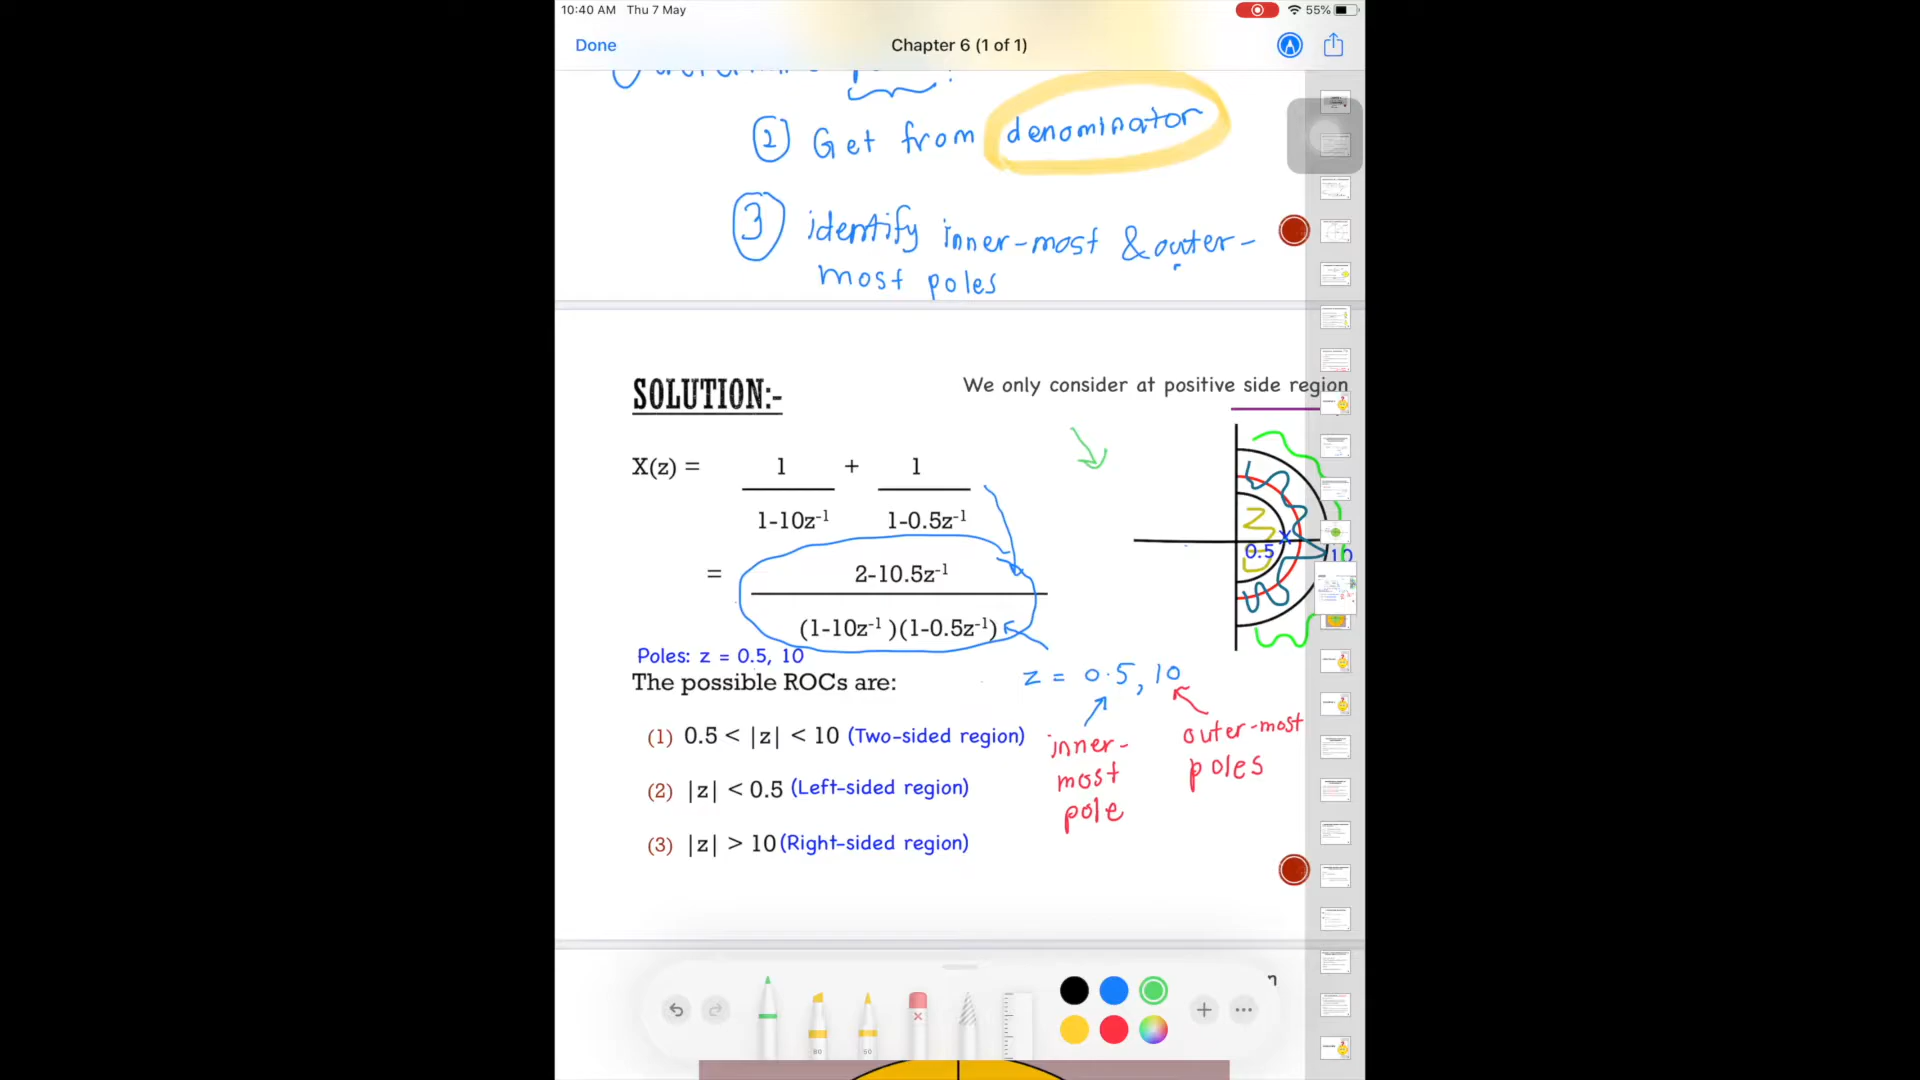 10:40 AM Thu 7 May
55%
Done
Chapter 6 (1 of 1)
② Get from denominator
③ identify inner-most & outer-
most poles
SOLUTION:-
We only consider at positive side region
X(z) = 1 + 1
1-10z⁻¹ 1-0.5z⁻¹
= 2-10.5z⁻¹
(1-10z⁻¹ )(1-0.5z⁻¹)
0.5
10
Poles: z = 0.5, 10
z = 0.5, 10
The possible ROCs are:
(1) 0.5 < |z| < 10 (Two-sided region)
(2) |z| < 0.5 (Left-sided region)
(3) |z| > 10 (Right-sided region)
inner-
most
pole
outer-most
poles
80
50